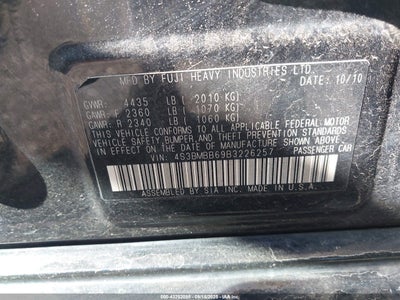 MFD BY FUJI HEAVY INDUSTRIES LTD.
DATE: 10/10
GVWR: 4435 LB ( 2010 KG)
GAWR: F 2360 LB ( 1070 KG)
GAWR: R 2340 LB ( 1060 KG)
THIS VEHICLE CONFORMS TO ALL APPLICABLE FEDERAL MOTOR
VEHICLE SAFETY, BUMPER, AND THEFT PREVENTION STANDARDS
IN EFFECT ON THE DATE OF MANUFACTURE SHOWN ABOVE.
VIN: 4S3BMBB69B3226257
PASSENGER CAR
ASSEMBLED BY SIA INC. MADE IN U.S.A.